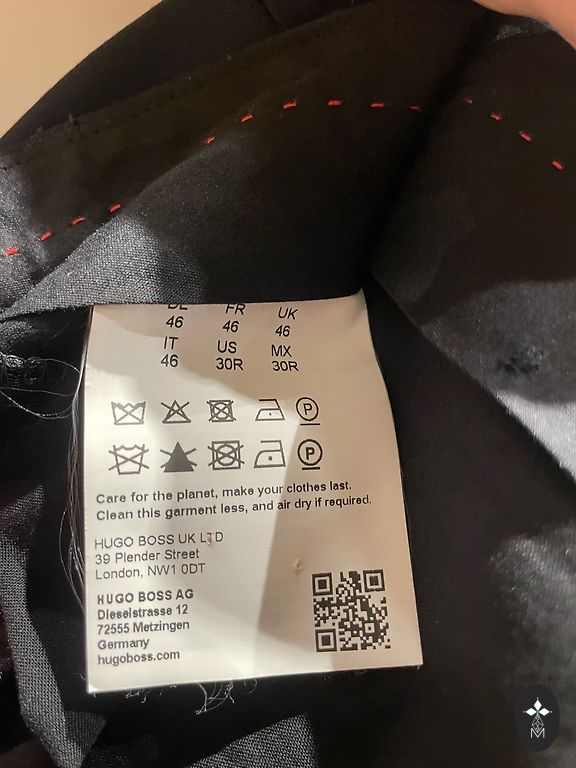 DE FR UK
46 46 46
IT US MX
46 30R 30R
P
P
Care for the planet, make your clothes last.
Clean this garment less, and air dry if required.
HUGO BOSS UK LTD
39 Plender Street
London, NW1 0DT
HUGO BOSS AG
Dieselstrasse 12
72555 Metzingen
Germany
hugoboss.com
M